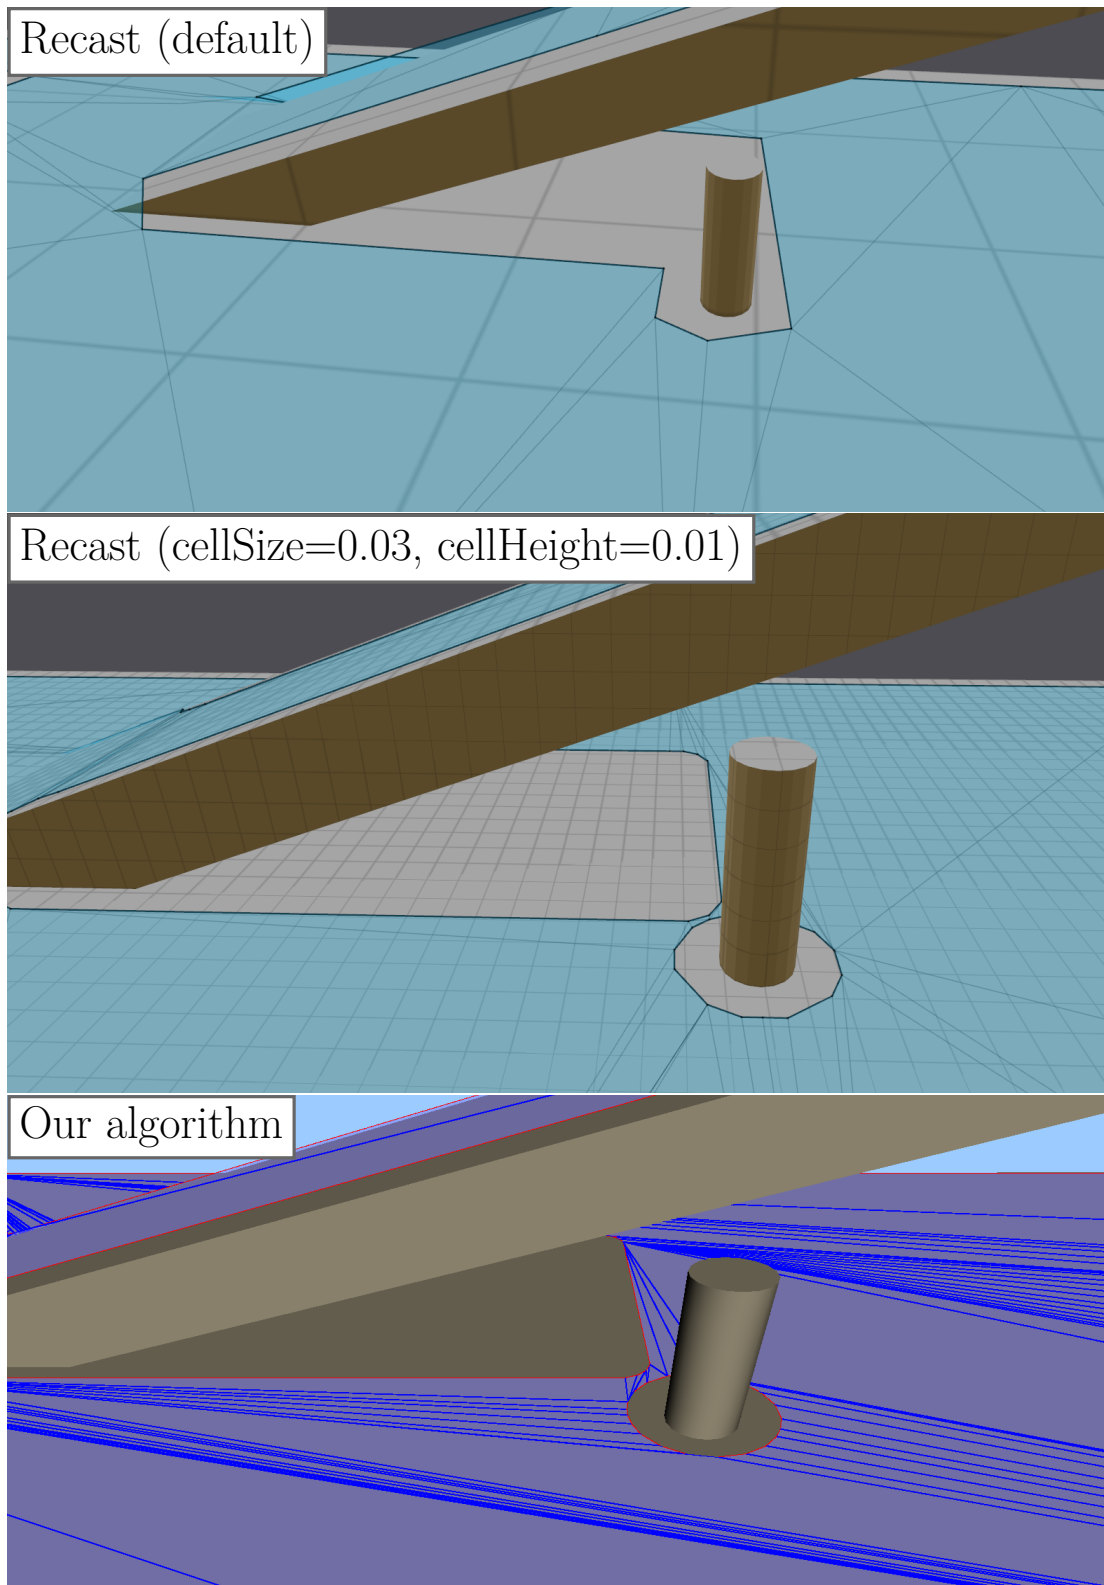 Recast (default)
Recast (cellSize=0.03, cellHeight=0.01)
Our algorithm